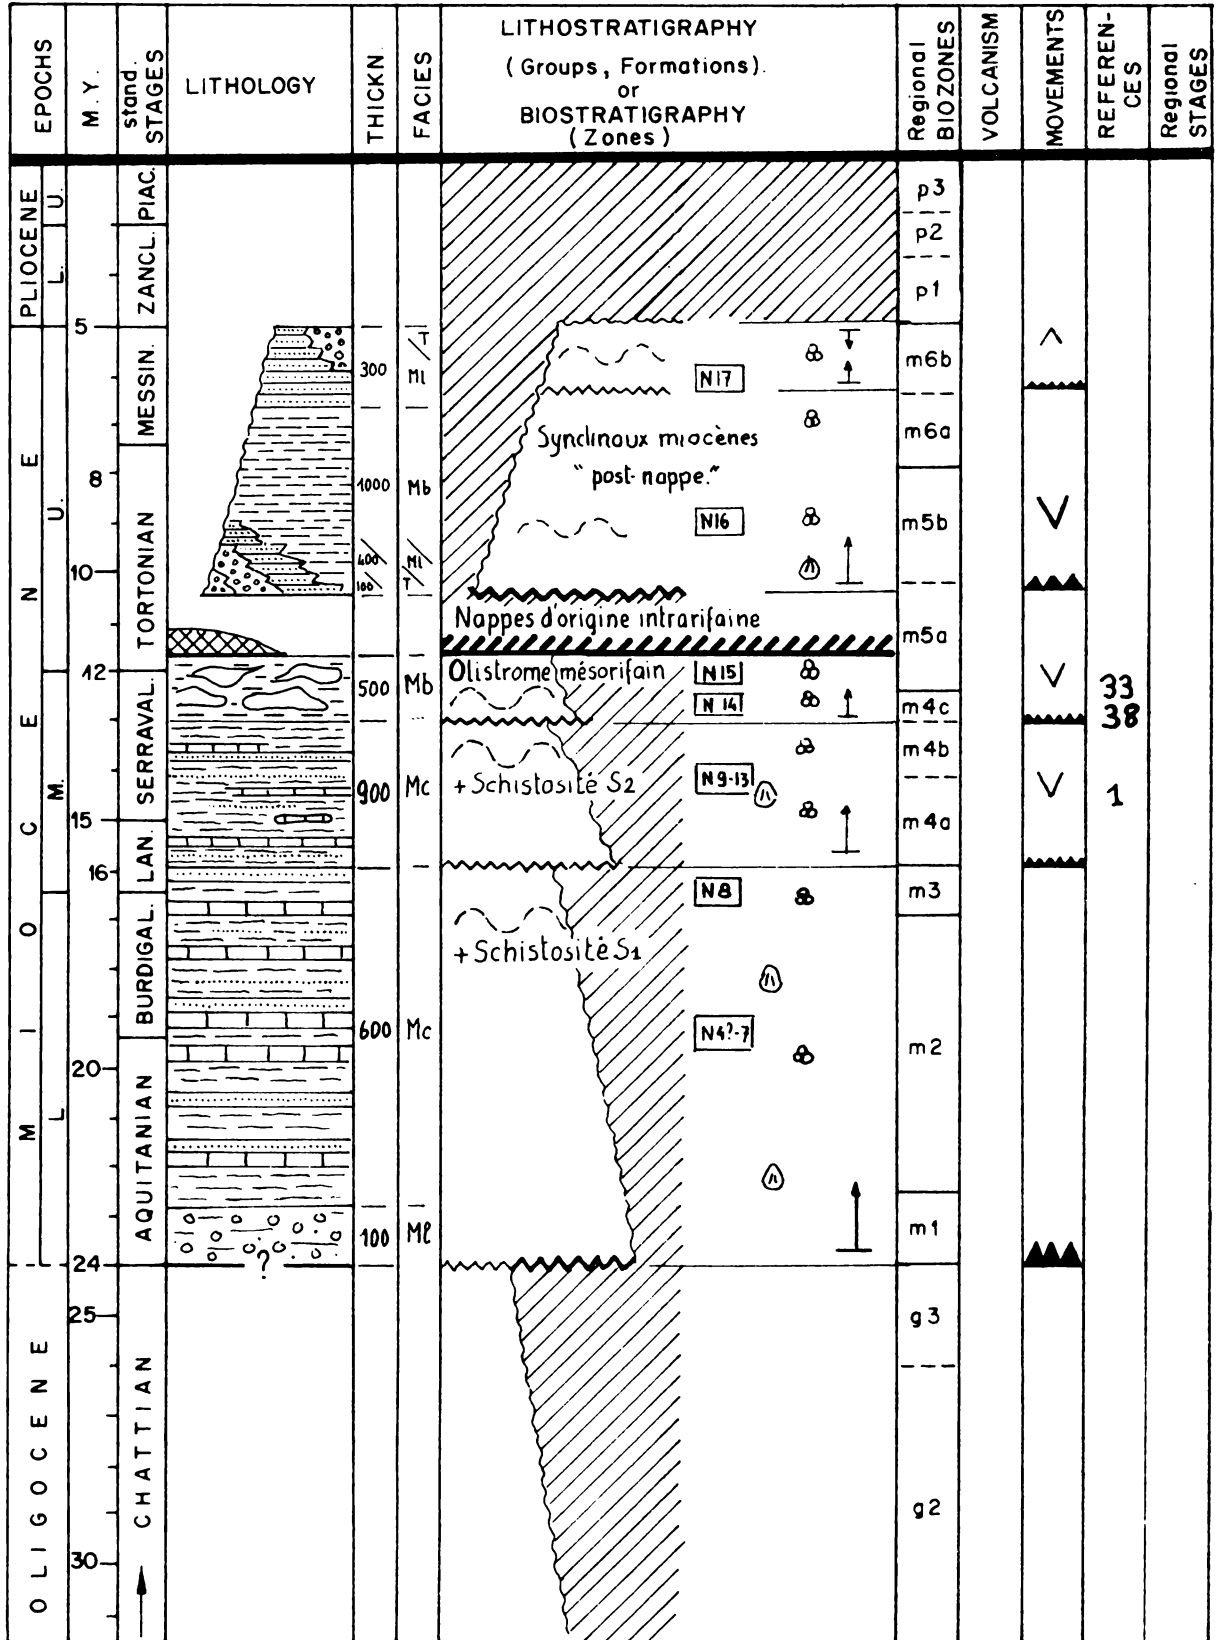 EPOCHS
M.Y.
stand.
STAGES
LITHOLOGY
THICKN
FACIES
LITHOSTRATIGRAPHY
(Groups, Formations).
or
BIOSTRATIGRAPHY
(Zones)
Regional
BIOZONES
VOLCANISM
MOVEMENTS
REFEREN-
CES
Regional
STAGES
PLIOCENE
U.
L.
PIAC.
ZANCL.
p3
p2
p1
MIOCENE
U.
M.
L
5
8
10
12
15
16
20
24
25
30
MESSIN.
TORTONIAN
SERRAVAL.
LAN.
BURDIGAL.
AQUITANIAN
OLIGOCENE
CHATTIAN
?
300
1000
400
100
500
900
600
100
T
Ml
Mb
Ml
T
Mb
Mc
Mc
Ml
N17
Synclinaux miocènes
"post-nappe."
N16
Nappes d'origine intrarifaine
Olistrome mésorifain
N15
N14
+ Schistosité S2
N9-13
N8
+ Schistosité S1
N4?-7
m6b
m6a
m5b
m5a
m4c
m4b
m4a
m3
m2
m1
g3
g2
33
38
1